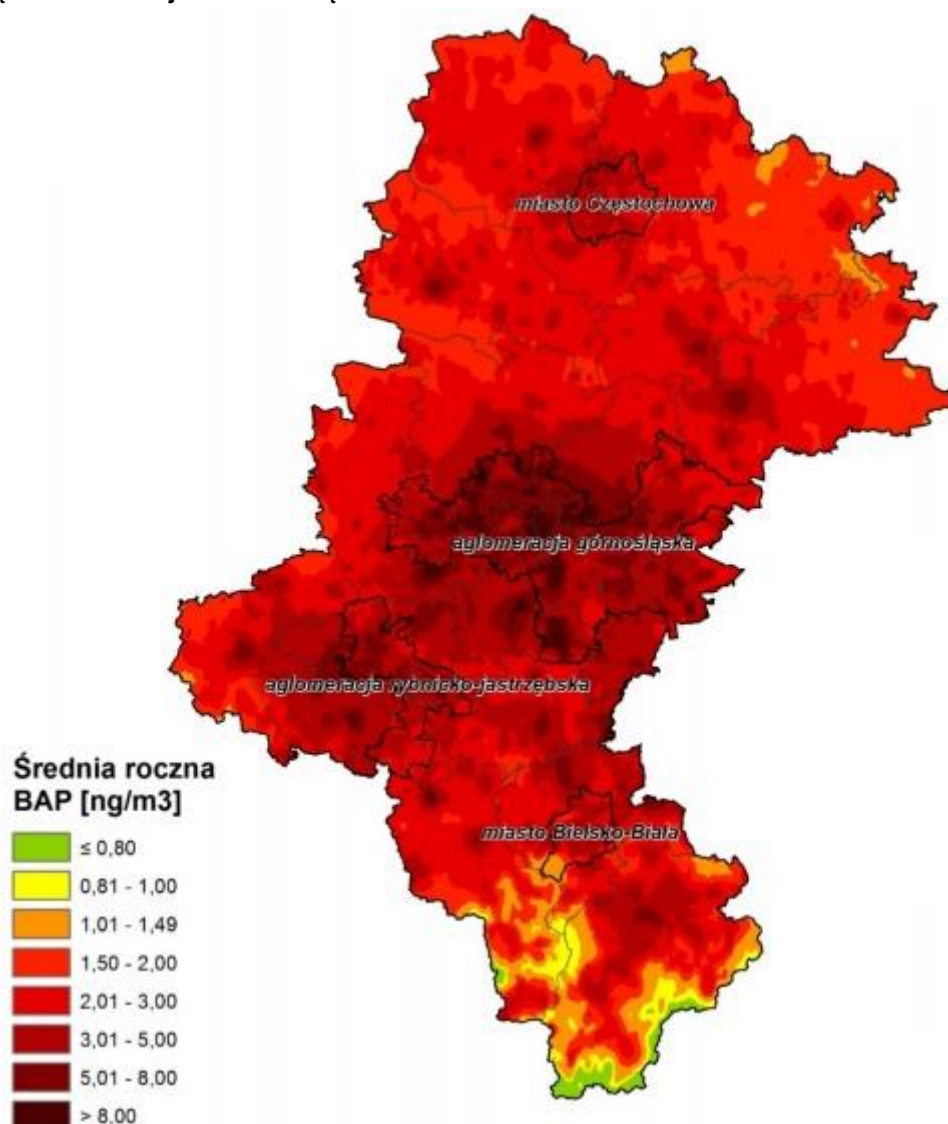 miasto Częstochowa
aglomeracja górnośląska
aglomeracja rybnicko-jastrzębska
miasto Bielsko-Biała
Średnia roczna
BAP [ng/m3]
≤ 0,80
0,81 - 1,00
1,01 - 1,49
1,50 - 2,00
2,01 - 3,00
3,01 - 5,00
5,01 - 8,00
> 8,00